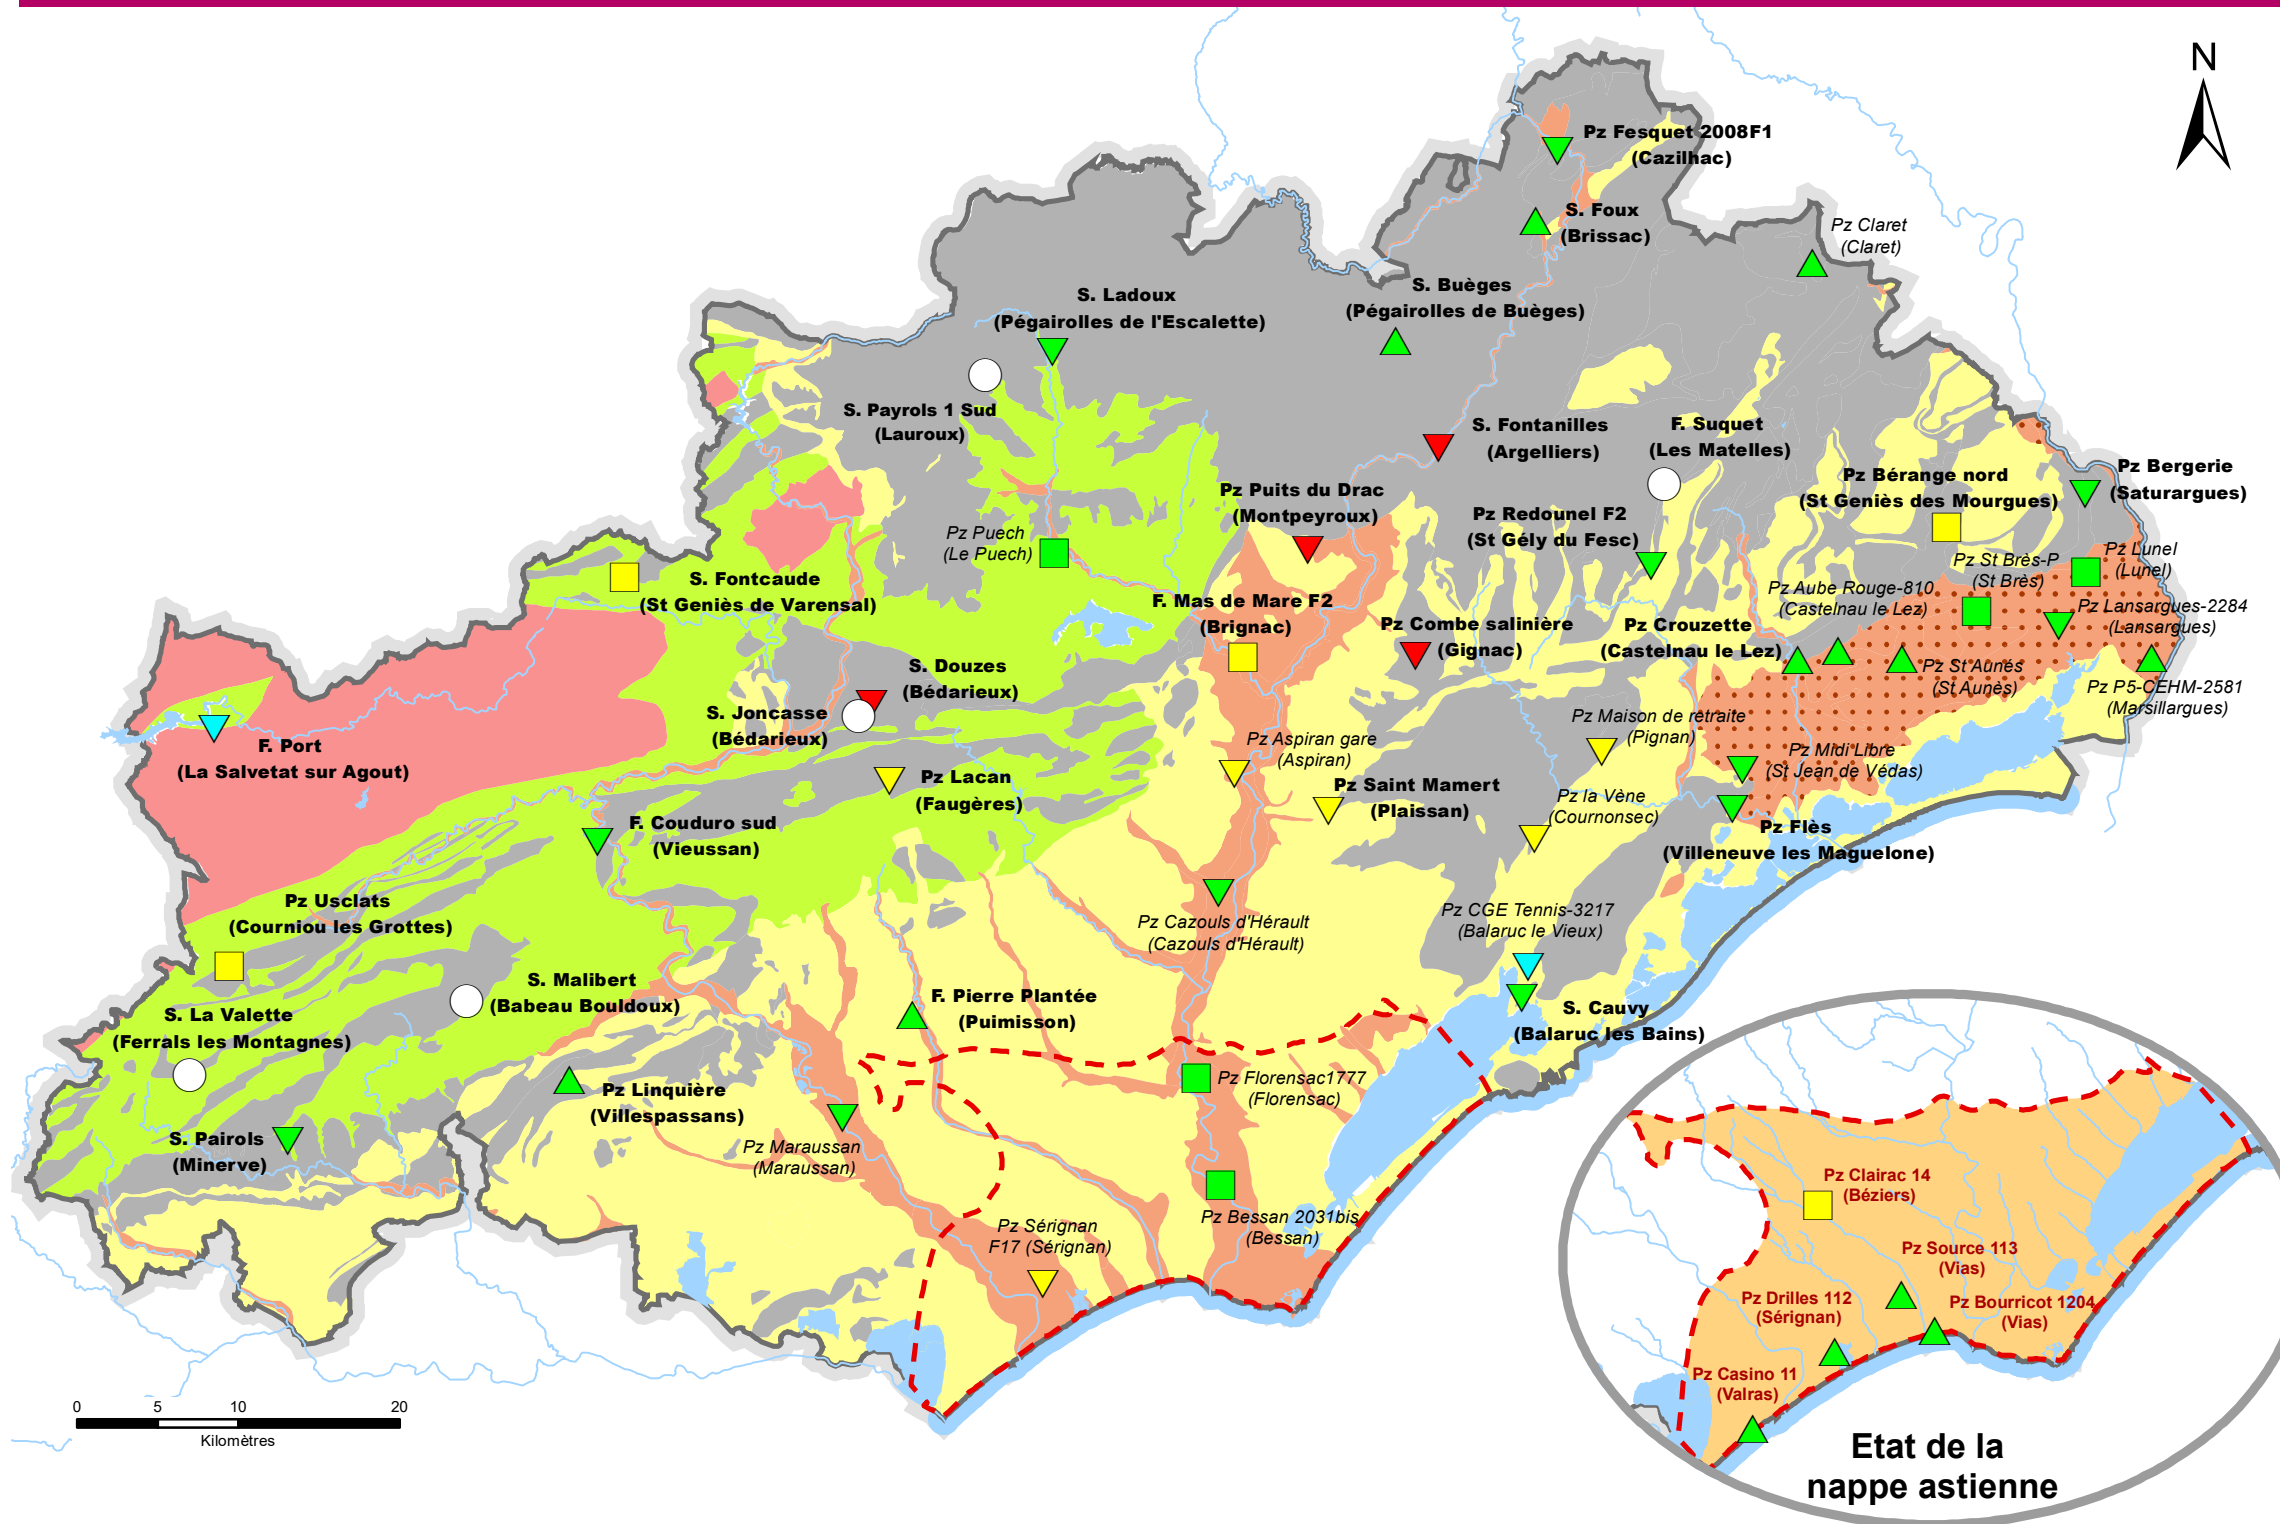 N
Pz Fesquet 2008F1
(Cazilhac)
S. Foux
(Brissac)
Pz Claret
(Claret)
S. Buèges
(Pégairolles de Buèges)
S. Ladoux
(Pégairolles de l'Escalette)
S. Payrols 1 Sud
(Lauroux)
S. Fontanilles
(Argelliers)
F. Suquet
(Les Matelles)
Pz Bérange nord
(St Geniès des Mourgues)
Pz Bergerie
(Saturargues)
Pz Puits du Drac
(Montpeyroux)
Pz Redounel F2
(St Gély du Fesc)
Pz Puech
(Le Puech)
Pz Lunel
(Lunel)
Pz St Brès-P
(St Brès)
Pz Aube Rouge-810
(Castelnau le Lez)
Pz Lansargues-2284
(Lansargues)
S. Fontcaude
(St Geniès de Varensal)
F. Mas de Mare F2
(Brignac)
Pz Combe salinière
(Gignac)
Pz Crouzette
(Castelnau le Lez)
Pz St Aunés
(St Aunès)
Pz P5-CEHM-2581
(Marsillargues)
S. Douzes
(Bédarieux)
S. Joncasse
(Bédarieux)
Pz Maison de retraite
(Pignan)
F. Port
(La Salvetat sur Agout)
Pz Aspiran gare
(Aspiran)
Pz Midi Libre
(St Jean de Védas)
Pz Lacan
(Faugères)
Pz Saint Mamert
(Plaissan)
Pz la Vène
(Cournonsec)
F. Couduro sud
(Vieussan)
Pz Flès
(Villeneuve les Maguelone)
Pz Usclats
(Courniou les Grottes)
Pz Cazouls d'Hérault
(Cazouls d'Hérault)
Pz CGE Tennis-3217
(Balaruc le Vieux)
S. Malibert
(Babeau Bouldoux)
F. Pierre Plantée
(Puimisson)
S. Cauvy
(Balaruc les Bains)
S. La Valette
(Ferrals les Montagnes)
Pz Linquière
(Villespassans)
Pz Florensac1777
(Florensac)
S. Pairols
(Minerve)
Pz Maraussan
(Maraussan)
Pz Bessan 2031bis
(Bessan)
Pz Sérignan
F17 (Sérignan)
Pz Clairac 14
(Béziers)
Pz Source 113
(Vias)
Pz Drilles 112
(Sérignan)
Pz Bourricot 1204
(Vias)
Pz Casino 11
(Valras)
Etat de la
nappe astienne
0 5 10 20
Kilomètres